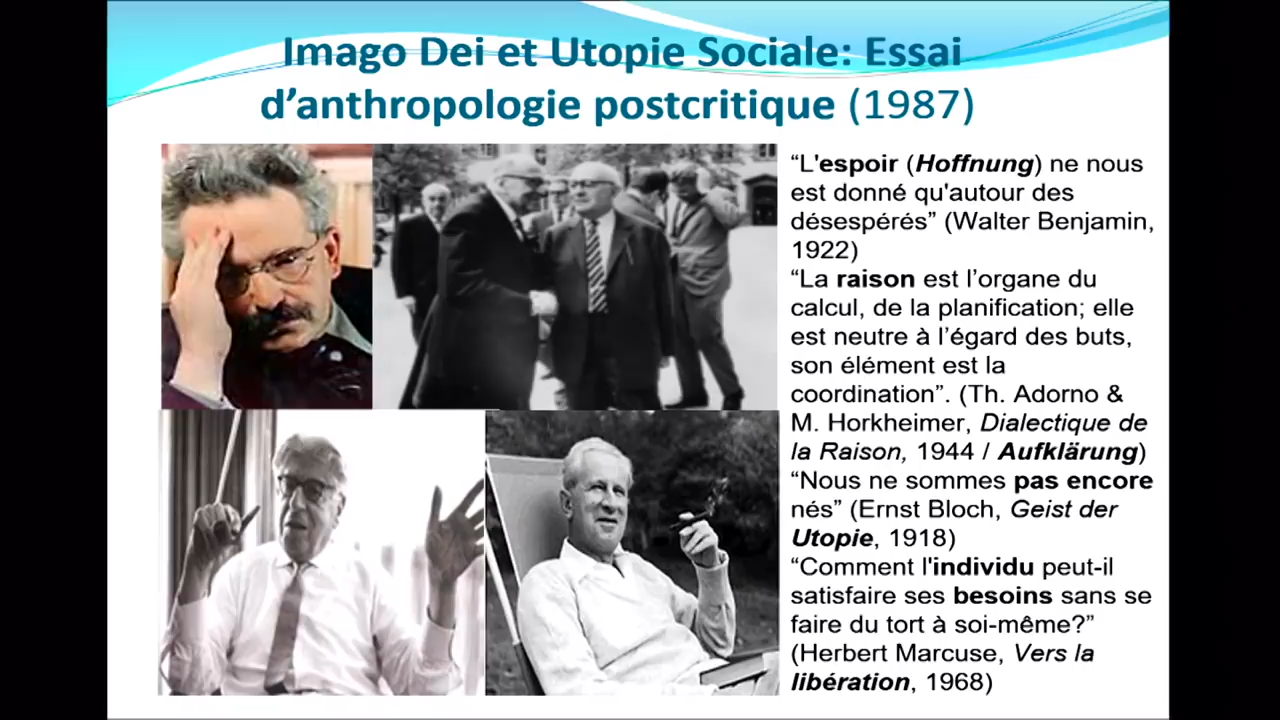 Imago Dei et Utopie Sociale: Essai
d’anthropologie postcritique (1987)
“L'espoir (Hoffnung) ne nous
est donné qu'autour des
désespérés” (Walter Benjamin,
1922)
“La raison est l’organe du
calcul, de la planification; elle
est neutre à l’égard des buts,
son élément est la
coordination”. (Th. Adorno &
M. Horkheimer, Dialectique de
la Raison, 1944 / Aufklärung)
“Nous ne sommes pas encore
nés” (Ernst Bloch, Geist der
Utopie, 1918)
“Comment l'individu peut-il
satisfaire ses besoins sans se
faire du tort à soi-même?”
(Herbert Marcuse, Vers la
libération, 1968)